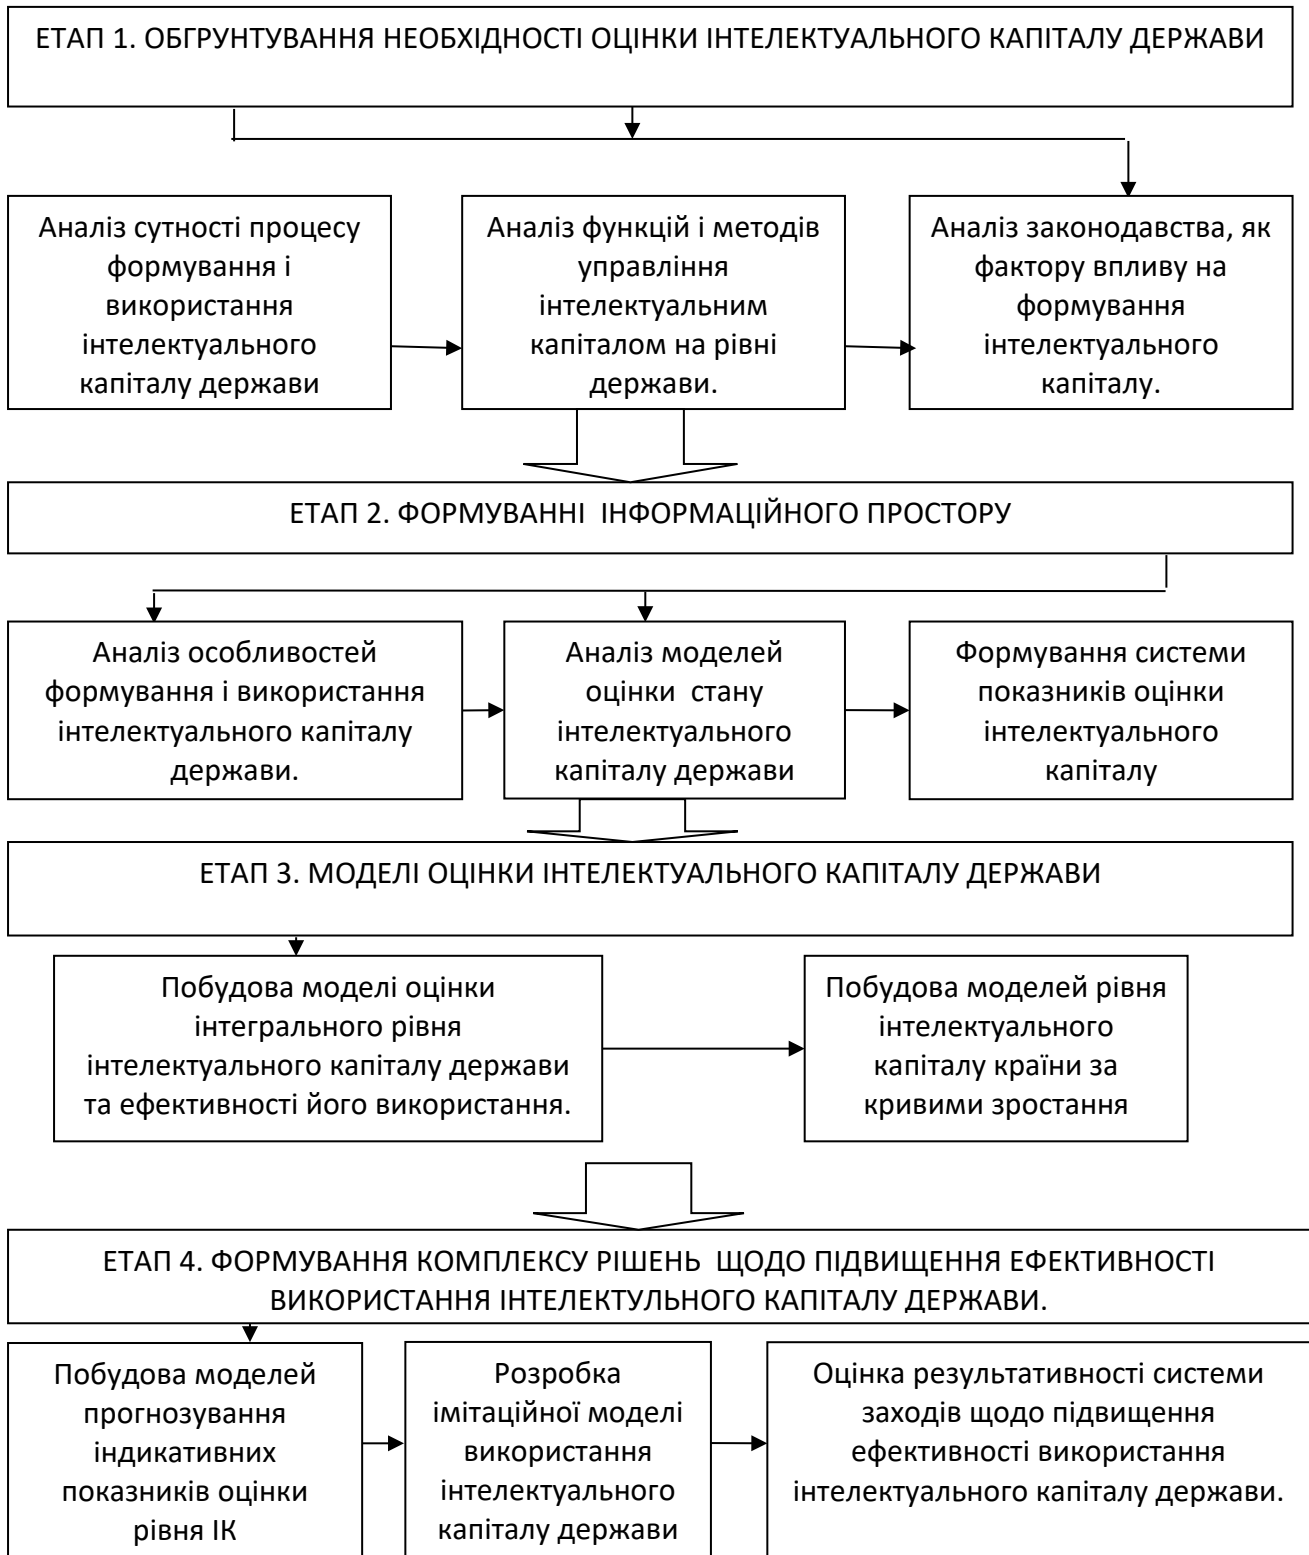 ЕТАП 1. ОБГРУНТУВАННЯ НЕОБХІДНОСТІ ОЦІНКИ ІНТЕЛЕКТУАЛЬНОГО КАПІТАЛУ ДЕРЖАВИ
Аналіз сутності процесу
формування і
використання
інтелектуального
капіталу держави
Аналіз функцій і методів
управління
інтелектуальним
капіталом на рівні
держави.
Аналіз законодавства, як
фактору впливу на
формування
інтелектуального
капіталу.
ЕТАП 2. ФОРМУВАННІ  ІНФОРМАЦІЙНОГО ПРОСТОРУ
Аналіз особливостей
формування і використання
інтелектуального капіталу
держави.
Аналіз моделей
оцінки  стану
інтелектуального
капіталу держави
Формування системи
показників оцінки
інтелектуального
капіталу
ЕТАП 3. МОДЕЛІ ОЦІНКИ ІНТЕЛЕКТУАЛЬНОГО КАПІТАЛУ ДЕРЖАВИ
Побудова моделі оцінки
інтегрального рівня
інтелектуального капіталу держави
та ефективності його використання.
Побудова моделей рівня
інтелектуального
капіталу країни за
кривими зростання
ЕТАП 4. ФОРМУВАННЯ КОМПЛЕКСУ РІШЕНЬ  ЩОДО ПІДВИЩЕННЯ ЕФЕКТИВНОСТІ
ВИКОРИСТАННЯ ІНТЕЛЕКТУЛЬНОГО КАПІТАЛУ ДЕРЖАВИ.
Побудова моделей
прогнозування
індикативних
показників оцінки
рівня ІК
Розробка
імітаційної моделі
використання
інтелектуального
капіталу держави
Оцінка результативності системи
заходів щодо підвищення
ефективності використання
інтелектуального капіталу держави.